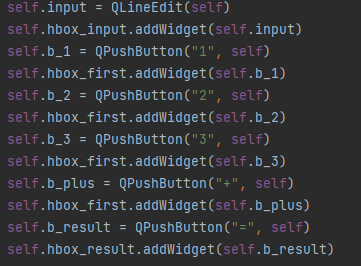 self.input = QLineEdit(self)
self.hbox_input.addWidget(self.input)
self.b_1 = QPushButton("1", self)
self.hbox_first.addWidget(self.b_1)
self.b_2 = QPushButton("2", self)
self.hbox_first.addWidget(self.b_2)
self.b_3 = QPushButton("3", self)
self.hbox_first.addWidget(self.b_3)
self.b_plus = QPushButton("+", self)
self.hbox_first.addWidget(self.b_plus)
self.b_result = QPushButton("=", self)
self.hbox_result.addWidget(self.b_result)